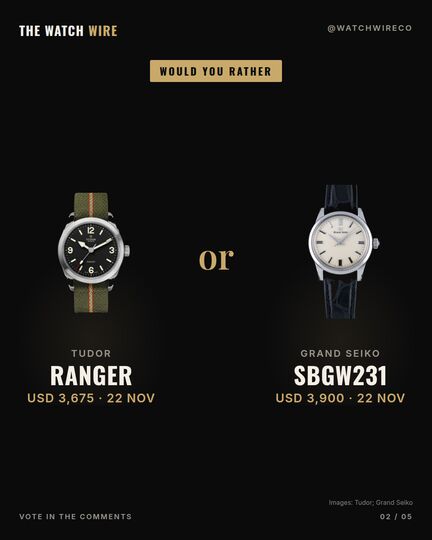 THE WATCH WIRE
@WATCHWIRECO
WOULD YOU RATHER
or
TUDOR
RANGER
USD 3,675 · 22 NOV
GRAND SEIKO
SBGW231
USD 3,900 · 22 NOV
Images: Tudor; Grand Seiko
VOTE IN THE COMMENTS
02 / 05